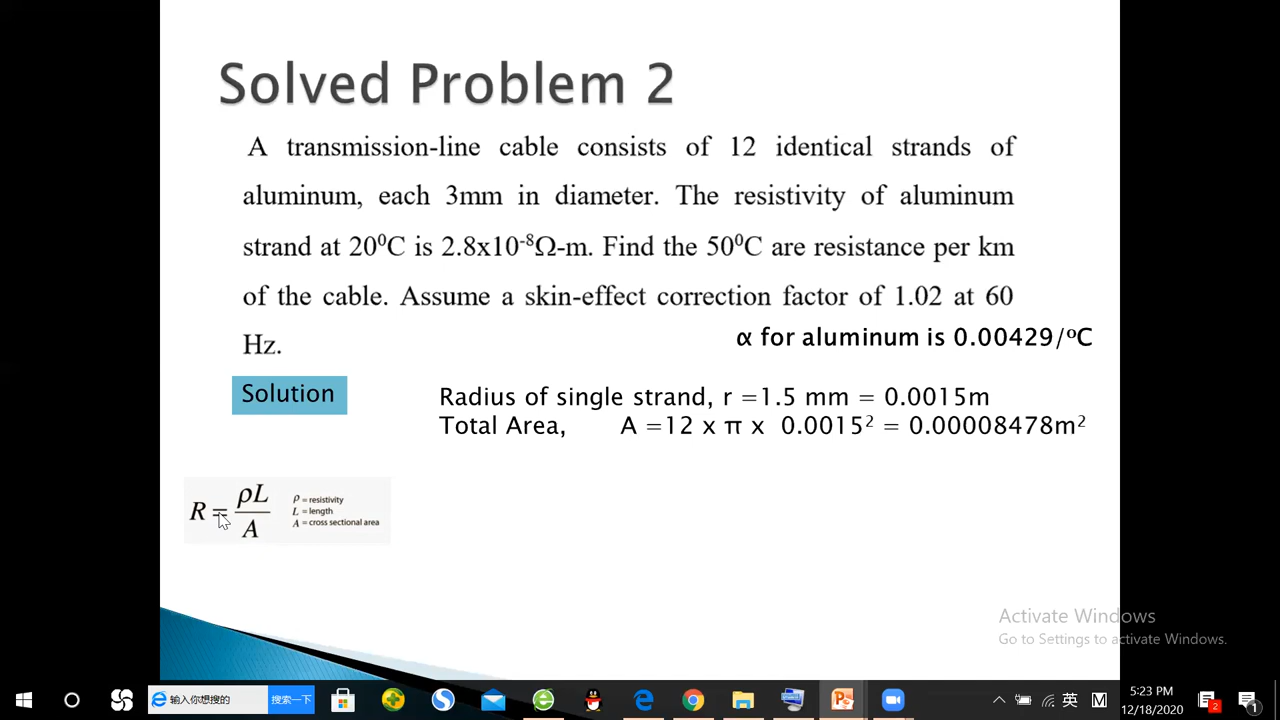 Solved Problem 2
A transmission-line cable consists of 12 identical strands of
aluminum, each 3mm in diameter. The resistivity of aluminum
strand at 20⁰C is 2.8x10⁻⁸Ω-m. Find the 50⁰C are resistance per km
of the cable. Assume a skin-effect correction factor of 1.02 at 60
Hz.
α for aluminum is 0.00429/ᵒC
Solution
Radius of single strand, r =1.5 mm = 0.0015m
Total Area, A =12 x π x 0.0015² = 0.00008478m²
R = ρL / A
ρ = resistivity
L = length
A = cross sectional area
Activate Windows
Go to Settings to activate Windows.
输入你想搜的 搜索一下
英 M
5:23 PM
12/18/2020
2
1